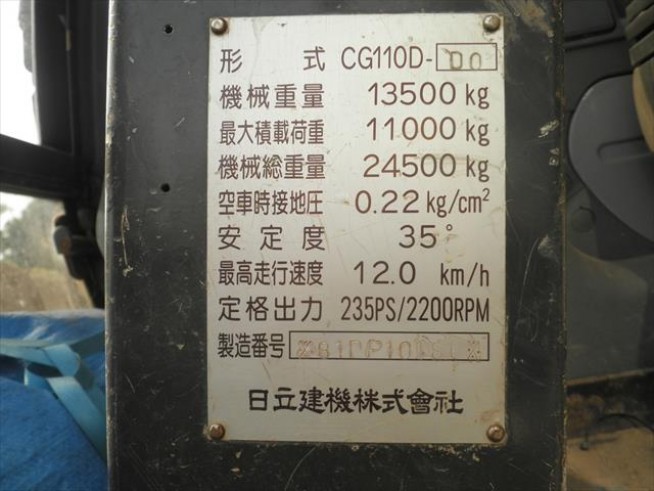 形 式 CG110D-DO
機械重量 13500 kg
最大積載荷重 11000 kg
機械総重量 24500 kg
空車時接地圧 0.22 kg/cm²
安定度 35°
最高走行速度 12.0 km/h
定格出力 235PS/2200RPM
製造番号
日立建機株式會社